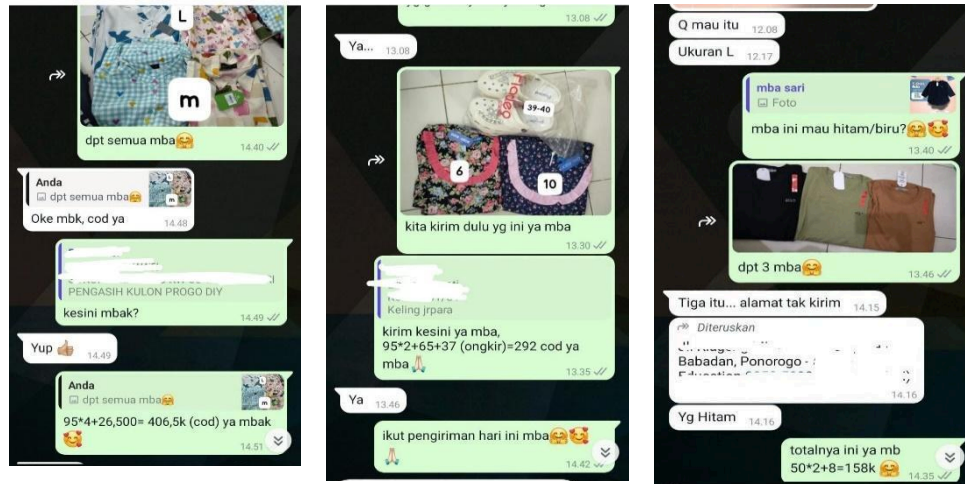 L
m
dpt semua mba🤗
14.40
Anda
dpt semua mba🤗
Oke mbk, cod ya
14.48
PENGASIH KULON PROGO DIY
kesini mbak?
14.49
Yup 👍🏼
14.49
Anda
dpt semua mba🤗
95*4+26,500= 406,5k (cod) ya mbak
🥰
14.51
13.08
Ya...
13.08
39-40
6
10
kita kirim dulu yg ini ya mba
13.30
Keling jrpara
kirim kesini ya mba,
95*2+65+37 (ongkir)=292 cod ya
mba🙏🏻
13.35
Ya
13.46
ikut pengiriman hari ini mba🤗🥰
🙏🏻
14.42
Q mau itu
12.08
Ukuran L
12.17
mba sari
Foto
mba ini mau hitam/biru?🤗🥰
13.40
dpt 3 mba🤗
13.46
Tiga itu... alamat tak kirim
14.15
Diteruskan
Babadan, Ponorogo -
14.16
Yg Hitam
14.16
totalnya ini ya mb
50*2+8=158k 🤗
14.35